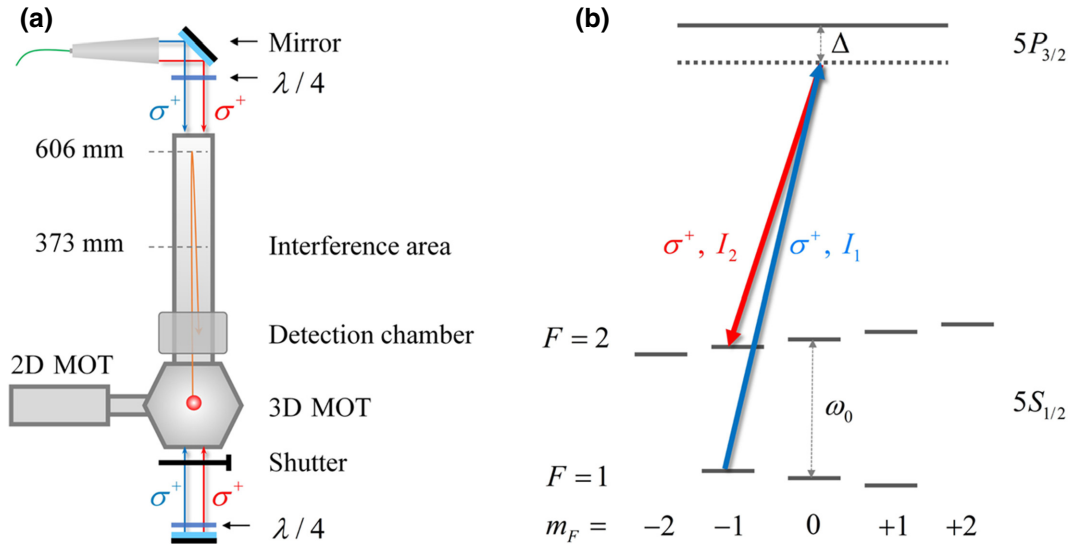 (a)
Mirror
λ / 4
σ⁺ σ⁺
606 mm
373 mm
Interference area
Detection chamber
2D MOT
3D MOT
Shutter
σ⁺ σ⁺
λ / 4
(b)
Δ
5P₃/₂
σ⁺, I₂
σ⁺, I₁
F = 2
ω₀
5S₁/₂
F = 1
m_F = −2 −1 0 +1 +2